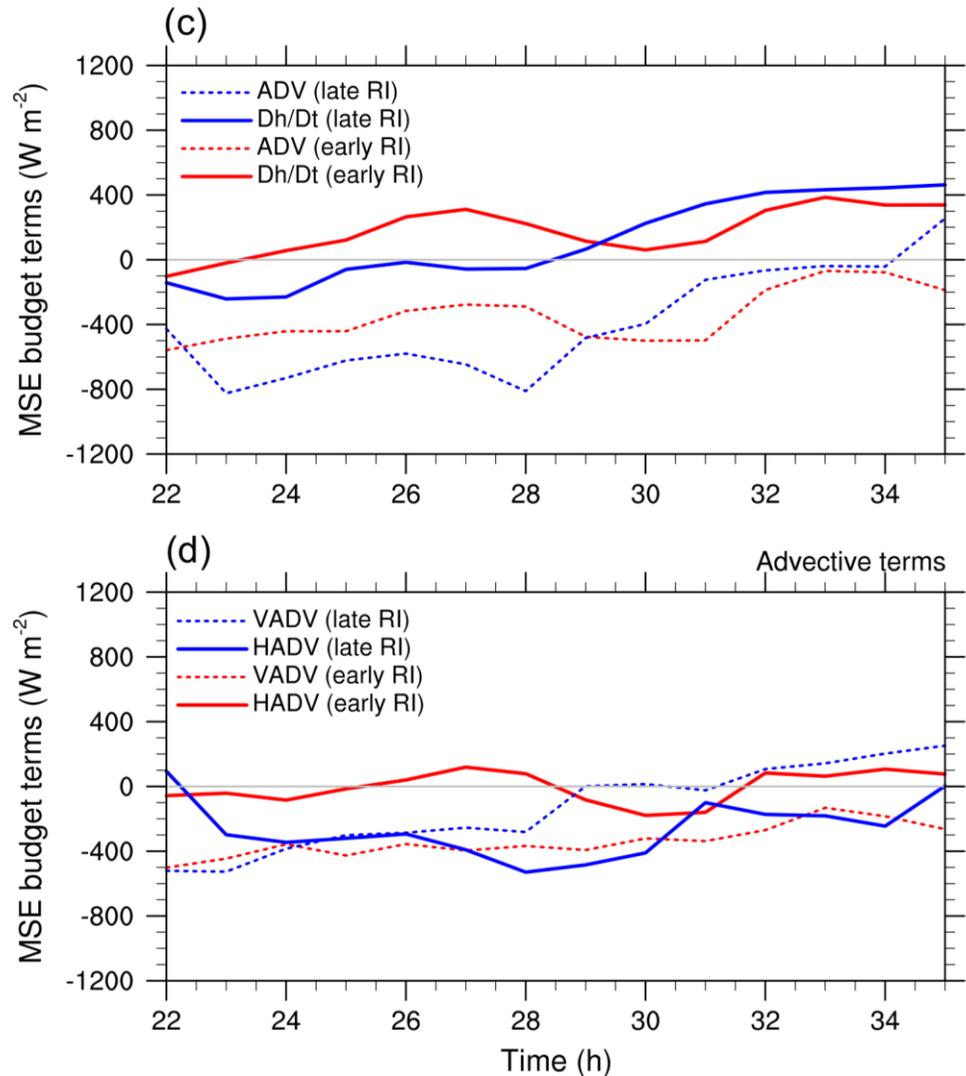 (c)
MSE budget terms (W m-2)
1200
800
400
0
-400
-800
-1200
ADV (late RI)
Dh/Dt (late RI)
ADV (early RI)
Dh/Dt (early RI)
22 24 26 28 30 32 34
(d)
Advective terms
MSE budget terms (W m-2)
1200
800
400
0
-400
-800
-1200
VADV (late RI)
HADV (late RI)
VADV (early RI)
HADV (early RI)
22 24 26 28 30 32 34
Time (h)